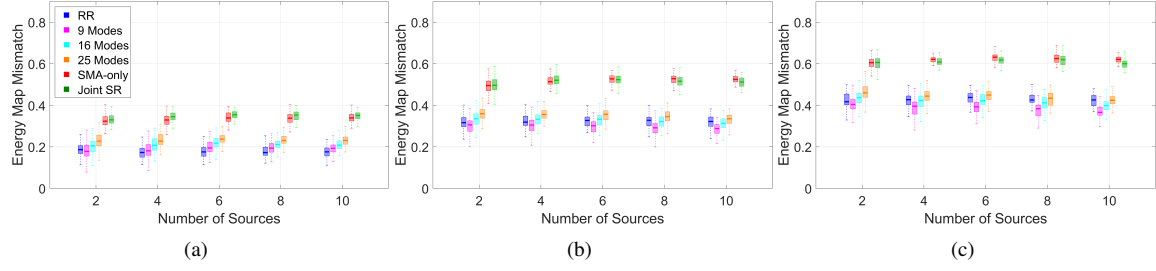 Energy Map Mismatch
0.8
0.6
0.4
0.2
0
RR
9 Modes
16 Modes
25 Modes
SMA-only
Joint SR
2 4 6 8 10
Number of Sources
(a)
Energy Map Mismatch
0.8
0.6
0.4
0.2
0
2 4 6 8 10
Number of Sources
(b)
Energy Map Mismatch
0.8
0.6
0.4
0.2
0
2 4 6 8 10
Number of Sources
(c)